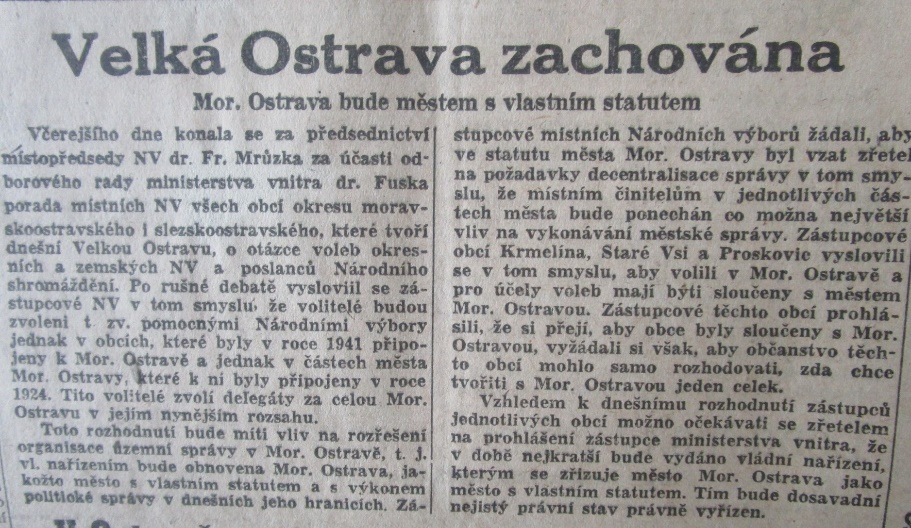 Velká Ostrava zachována
Mor. Ostrava bude městem s vlastním statutem
Včerejšího dne konala se za předsednictví
místopředsedy NV dr. Fr. Mrůzka za účasti od-
borového rady ministerstva vnitra dr. Fuska
porada místních NV všech obcí okresu morav-
skoostravského i slezskoostravského, které tvoří
dnešní Velkou Ostravu, o otázce voleb okres-
ních a zemských NV a poslanců Národního
shromáždění. Po rušné debatě vysloviil se zá-
stupcové NV v tom smyslu, že volitelé budou
zvoleni t. zv. pomocnými Národními výbory
jednak v obcích, které byly v roce 1941 připo-
jeny k Mor. Ostravě a jednak v částech města
Mor. Ostravy, které k ní byly připojeny v roce
1924. Tito volitelé zvolí delegáty za celou Mor.
Ostravu v jejím nynějším rozsahu.
Toto rozhodnutí bude míti vliv na rozřešení
organisace územní správy v Mor. Ostravě, t. j.
vl. nařízením bude obnovena Mor. Ostrava, ja-
kožto město s vlastním statutem a s výkonem
politické správy v dnešních jeho hranicích. Zá-
stupcové místních Národních výborů žádali, aby
ve statutu města Mor. Ostravy byl vzat zřetel
na požadavky decentralisace správy v tom smy-
slu, že místním činitelům v jednotlivých čás-
tech města bude ponechán co možna největší
vliv na vykonávání městské správy. Zástupcové
obcí Krmelína, Staré Vsi a Proskovic vyslovili
se v tom smyslu, aby volili v Mor. Ostravě a
pro účely voleb mají býti sloučeny s městem
Mor. Ostravou. Zástupcové těchto obcí prohlá-
sili, že si přejí, aby obce byly sloučeny s Mor.
Ostravou, vyžádali si však, aby občanstvo těch-
to obcí mohlo samo rozhodovati, zda chce
tvořiti s Mor. Ostravou jeden celek.
Vzhledem k dnešnímu rozhodnutí zástupců
jednotlivých obcí možno očekávati se zřetelem
na prohlášení zástupce ministerstva vnitra, že
v době nejkratší bude vydáno vládní nařízení,
kterým se zřizuje město Mor. Ostrava jako
město s vlastním statutem. Tím bude dosavadní
nejistý právní stav právně vyřízen.